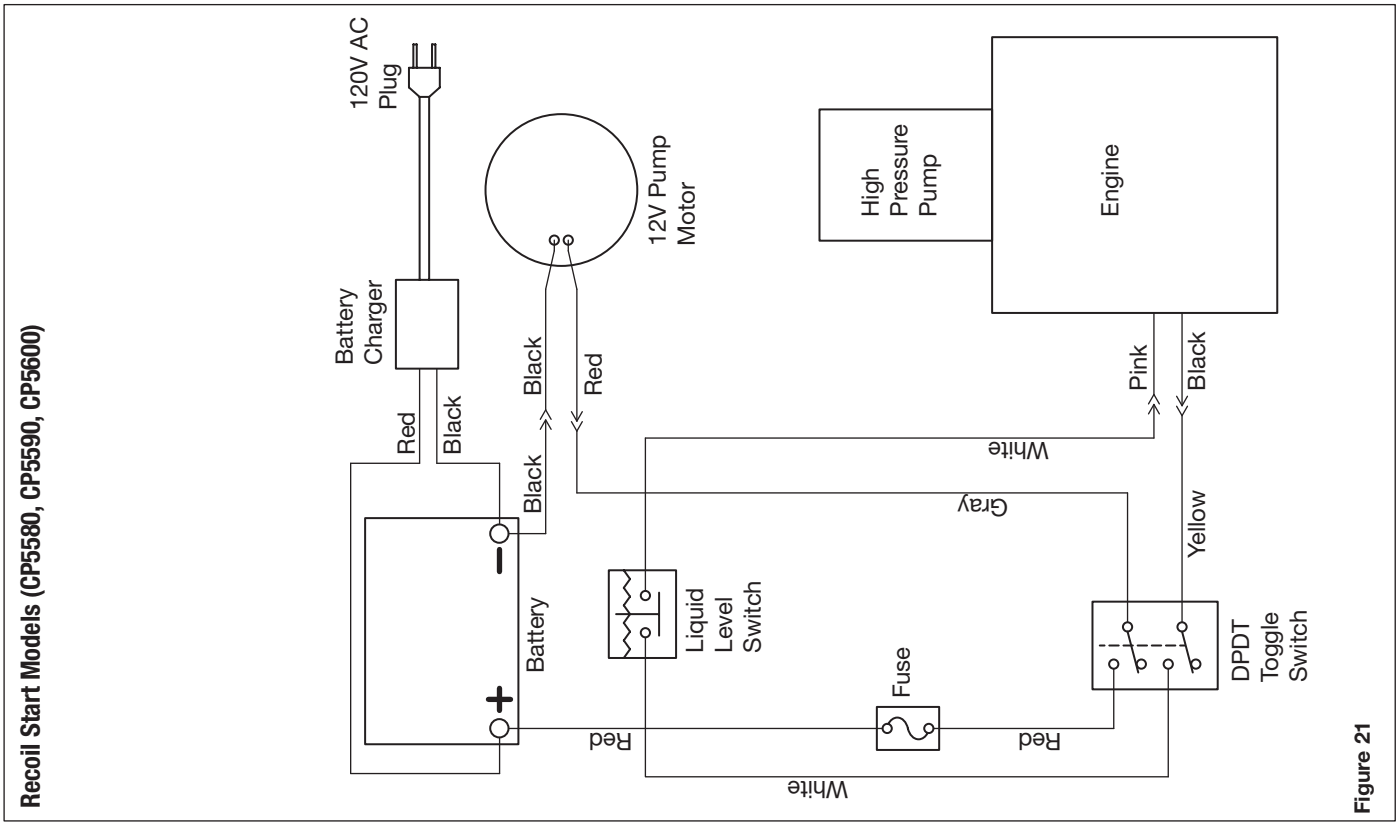 Recoil Start Models (CP5580, CP5590, CP5600)
120V AC
Plug
Battery
Charger
Red
Black
12V Pump
Motor
Black
Red
Black
Battery
+
−
Liquid
Level
Switch
High
Pressure
Pump
Engine
Pink
Black
White
Gray
Yellow
Fuse
Red
Red
White
DPDT
Toggle
Switch
Figure 21